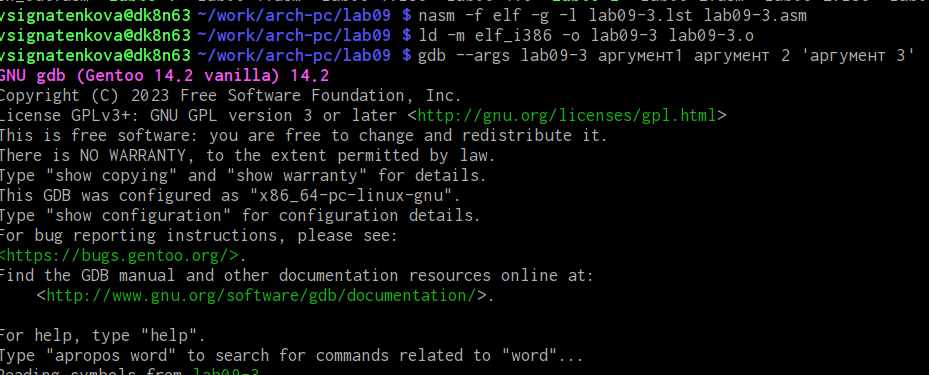 vsignatenkova@dk8n63 ~/work/arch-pc/lab09 $ nasm -f elf -g -l lab09-3.lst lab09-3.asm
vsignatenkova@dk8n63 ~/work/arch-pc/lab09 $ ld -m elf_i386 -o lab09-3 lab09-3.o
vsignatenkova@dk8n63 ~/work/arch-pc/lab09 $ gdb --args lab09-3 аргумент1 аргумент 2 'аргумент 3'
GNU gdb (Gentoo 14.2 vanilla) 14.2
Copyright (C) 2023 Free Software Foundation, Inc.
License GPLv3+: GNU GPL version 3 or later <http://gnu.org/licenses/gpl.html>
This is free software: you are free to change and redistribute it.
There is NO WARRANTY, to the extent permitted by law.
Type "show copying" and "show warranty" for details.
This GDB was configured as "x86_64-pc-linux-gnu".
Type "show configuration" for configuration details.
For bug reporting instructions, please see:
<https://bugs.gentoo.org/>.
Find the GDB manual and other documentation resources online at:
    <http://www.gnu.org/software/gdb/documentation/>.

For help, type "help".
Type "apropos word" to search for commands related to "word"...
Reading symbols from lab09-3